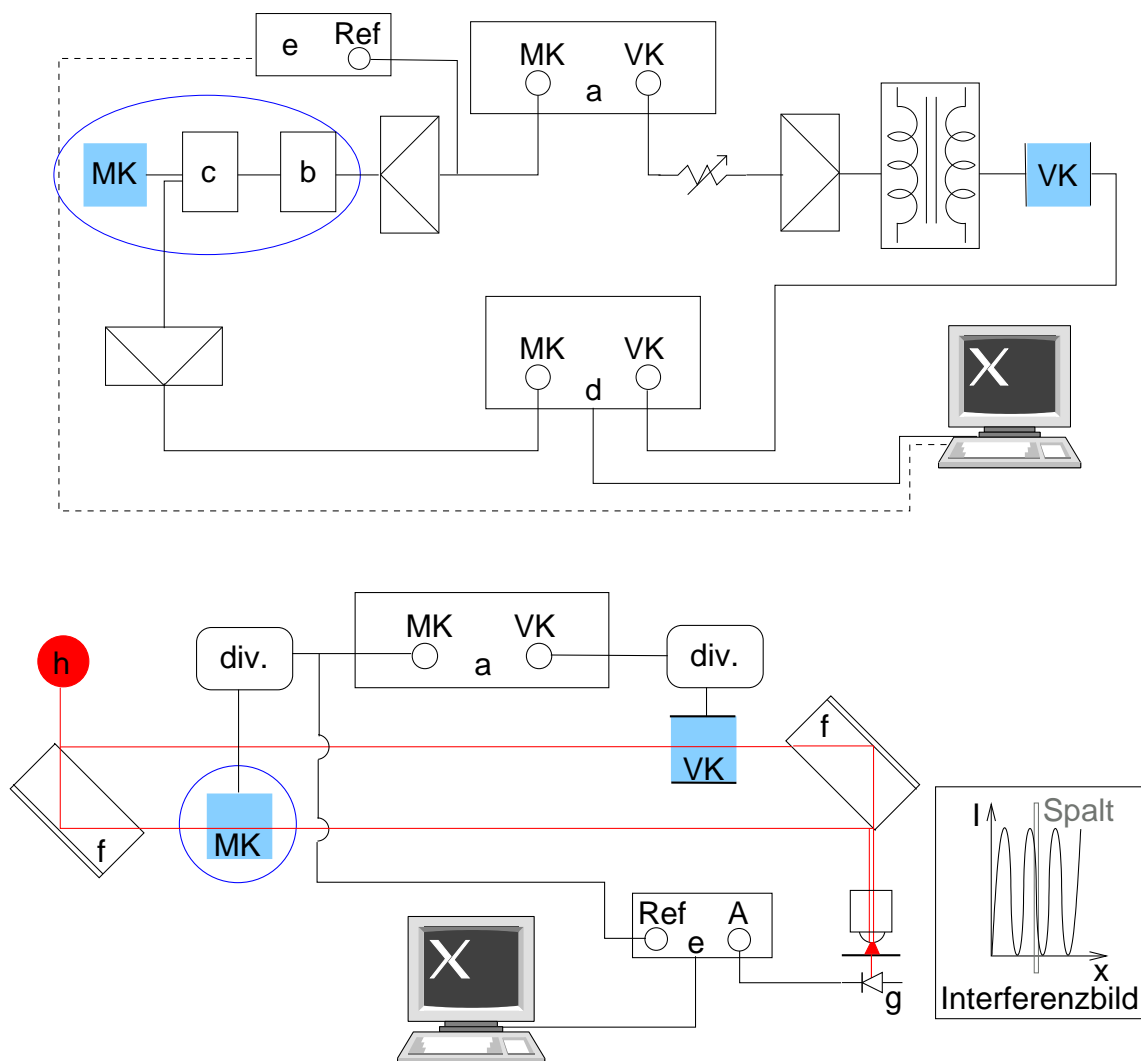 e Ref
MK VK
a
MK c b
VK
MK VK
d
X
h
div.
MK VK
a
div.
f
VK
f
MK
I Spalt
x
Interferenzbild
Ref A
e
g
X